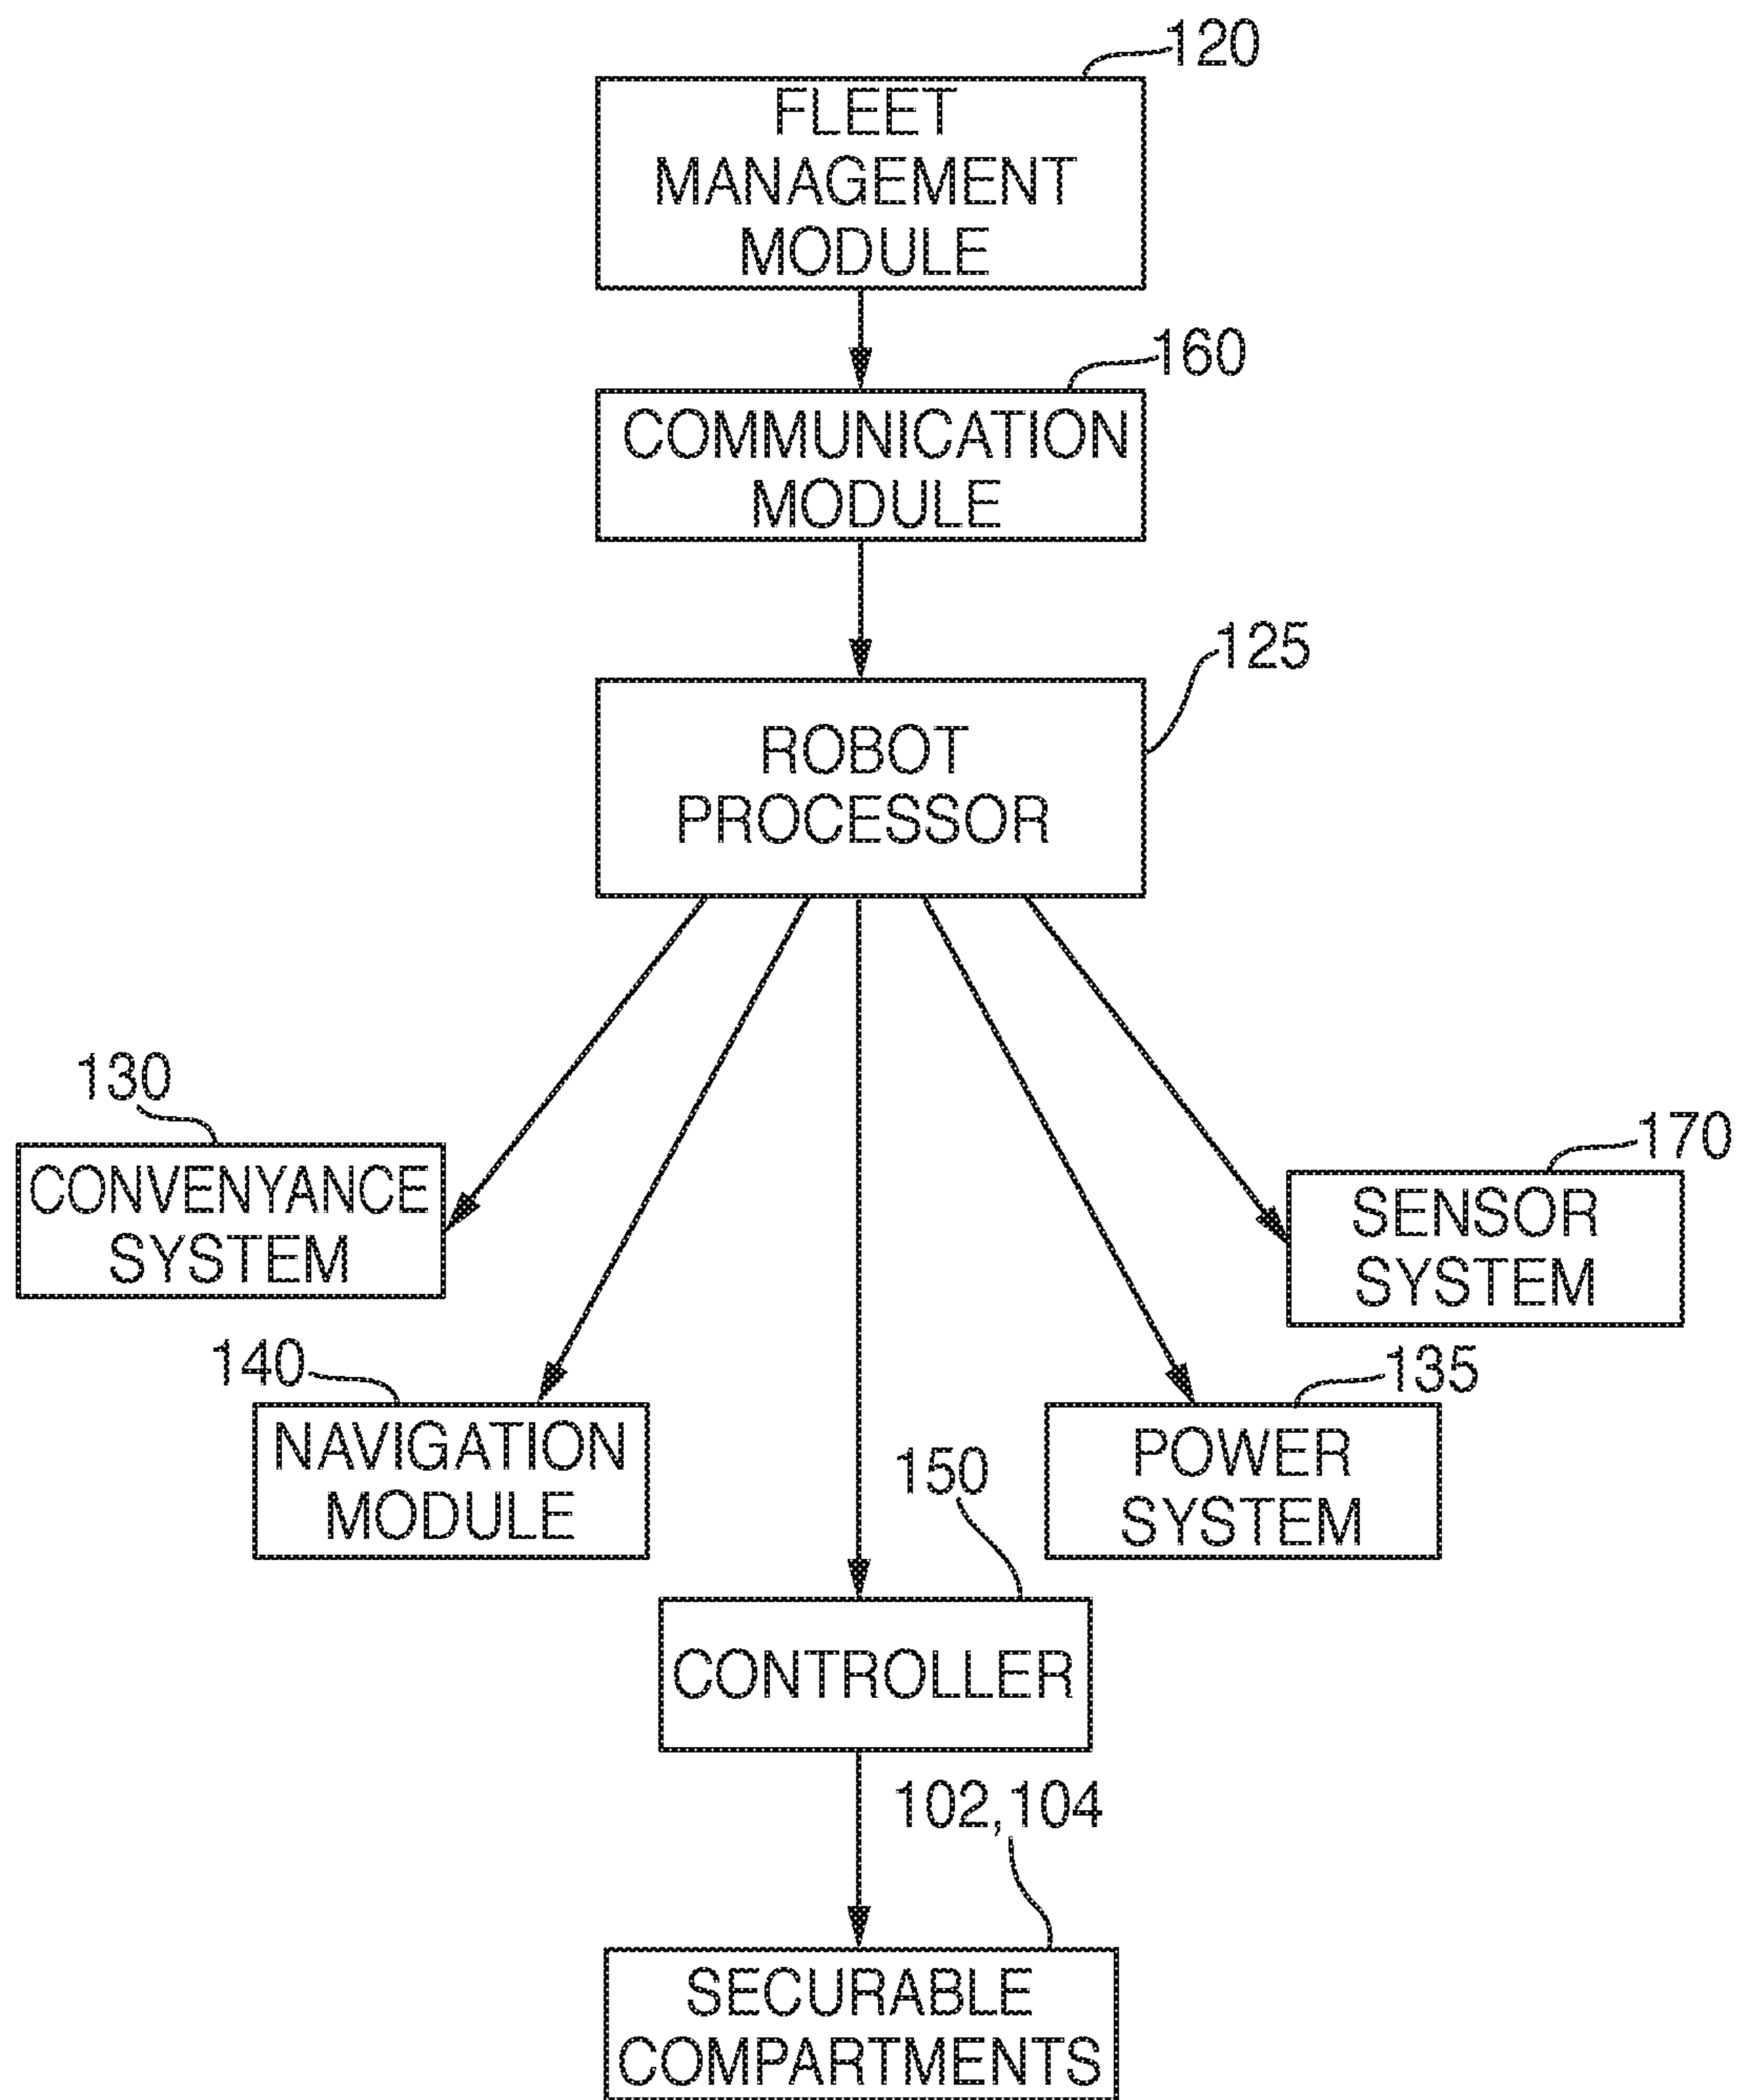 120
FLEET
MANAGEMENT
MODULE
160
COMMUNICATION
MODULE
125
ROBOT
PROCESSOR
130
CONVENYANCE
SYSTEM
170
SENSOR
SYSTEM
140
NAVIGATION
MODULE
135
POWER
SYSTEM
150
CONTROLLER
102,104
SECURABLE
COMPARTMENTS